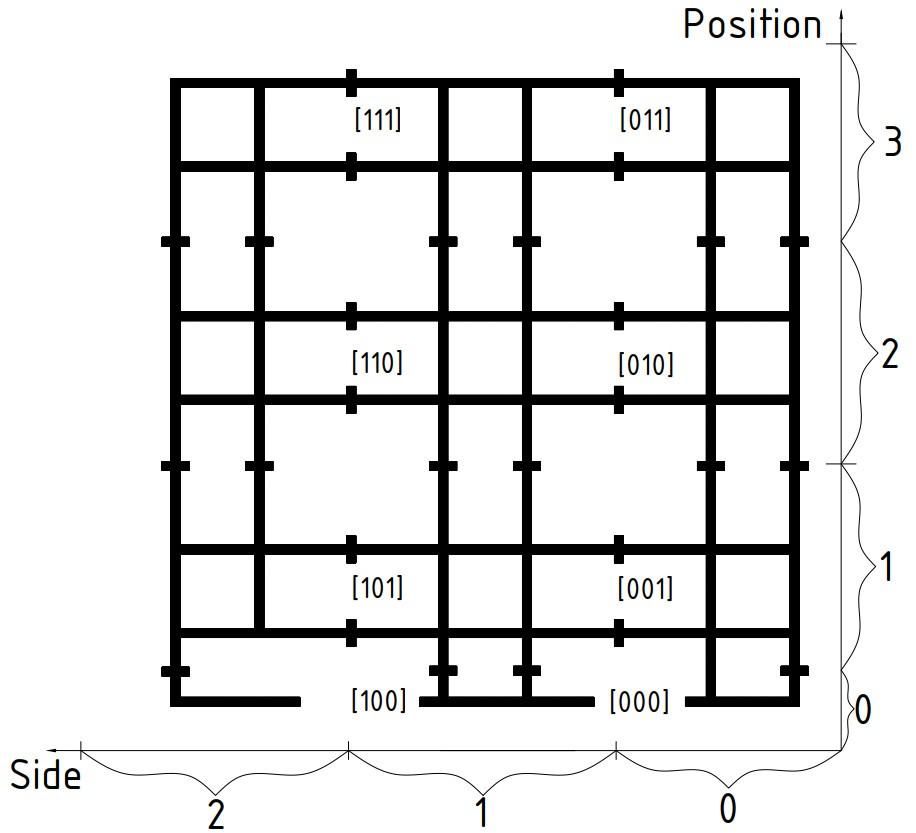 Position
[111] [011]
3
[110] [010]
2
[101] [001]
1
[100] [000]
0
Side
2 1 0